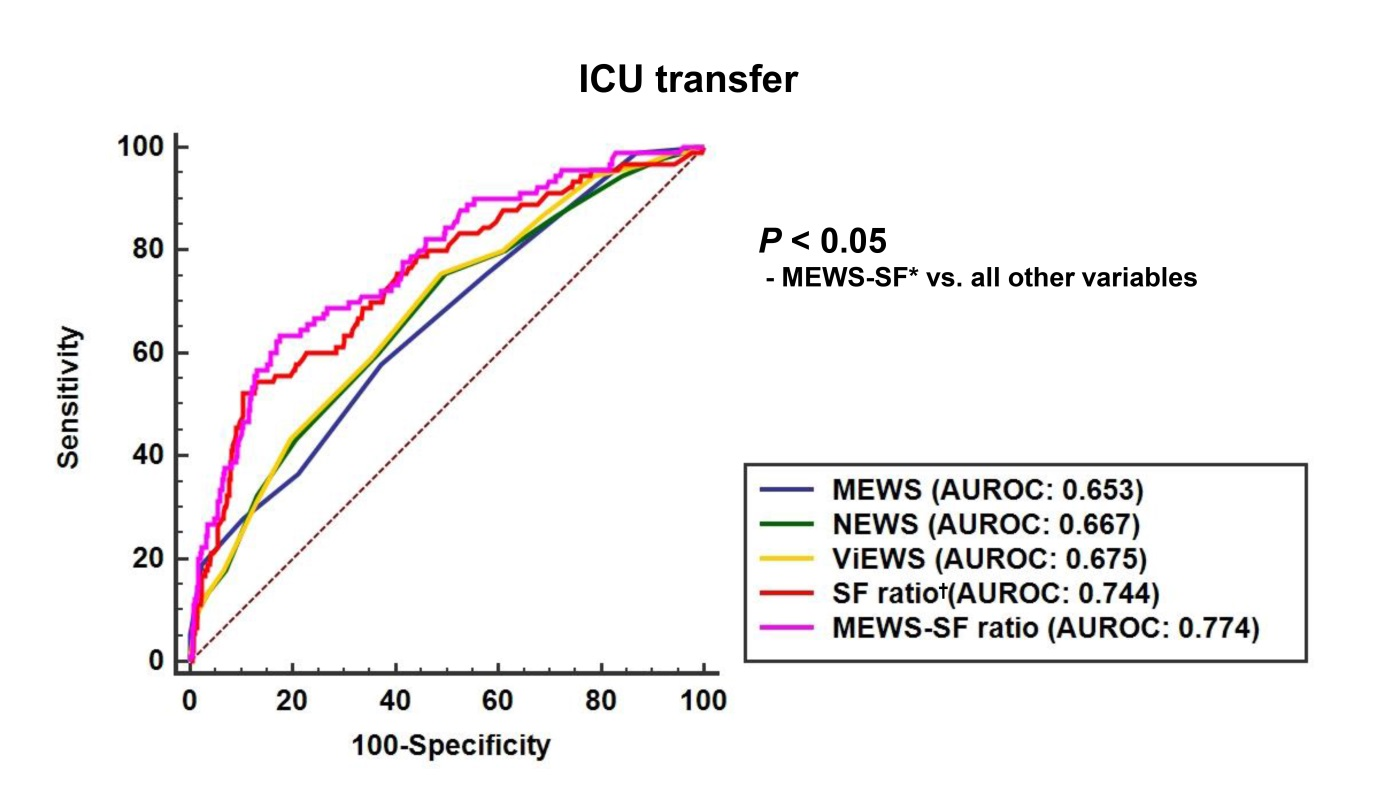 ICU transfer
100
80
60
40
20
0
Sensitivity
0 20 40 60 80 100
100-Specificity
P < 0.05
- MEWS-SF* vs. all other variables
MEWS (AUROC: 0.653)
NEWS (AUROC: 0.667)
ViEWS (AUROC: 0.675)
SF ratio†(AUROC: 0.744)
MEWS-SF ratio (AUROC: 0.774)